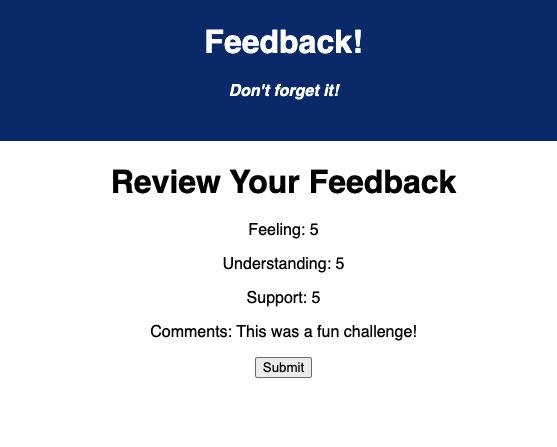 Feedback!
Don't forget it!
Review Your Feedback
Feeling: 5
Understanding: 5
Support: 5
Comments: This was a fun challenge!
Submit